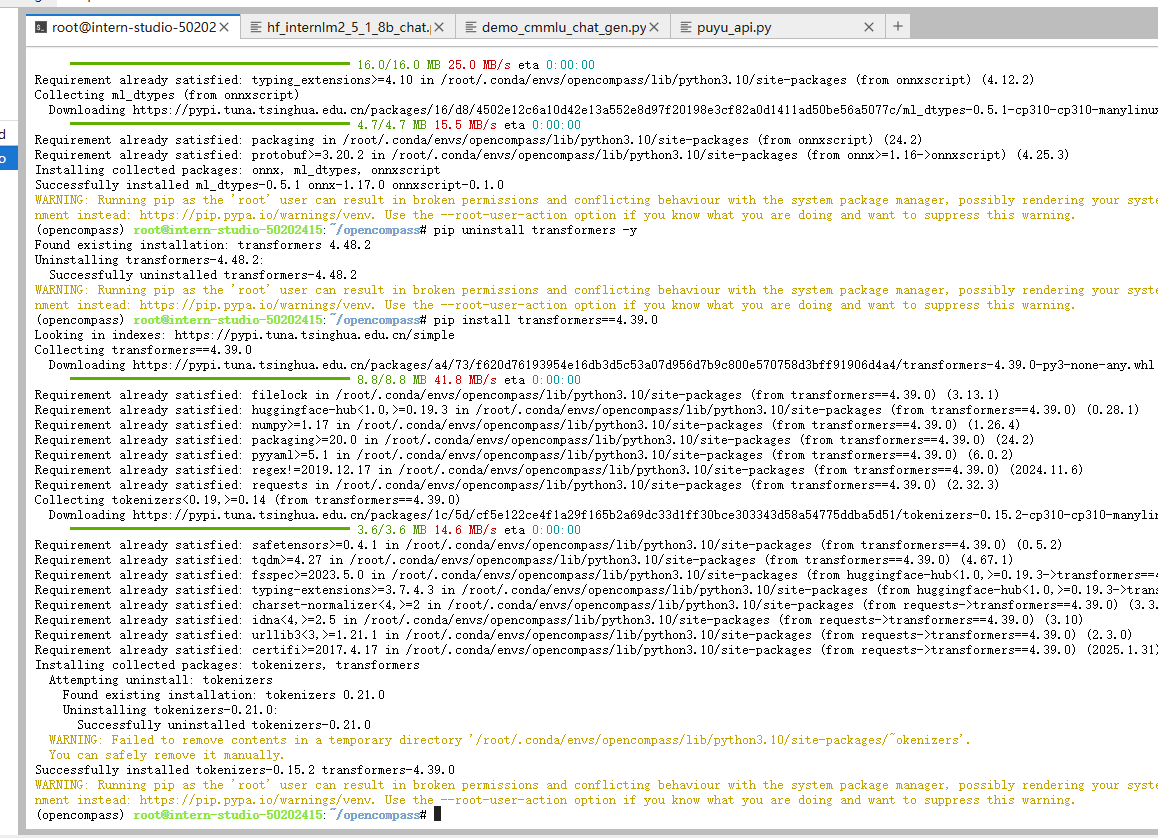 root@intern-studio-50202
hf_internlm2_5_1_8b_chat.
demo_cmmlu_chat_gen.py
puyu_api.py
16.0/16.0 MB 25.0 MB/s eta 0:00:00
Requirement already satisfied: typing_extensions>=4.10 in /root/.conda/envs/opencompass/lib/python3.10/site-packages (from onnxscript) (4.12.2)
Collecting ml_dtypes (from onnxscript)
Downloading https://pypi.tuna.tsinghua.edu.cn/packages/16/d8/4502e12c6a10d42e13a552e8d97f20198e3cf82a0d1411ad50be56a5077c/ml_dtypes-0.5.1-cp310-cp310-manylinux
4.7/4.7 MB 15.5 MB/s eta 0:00:00
Requirement already satisfied: packaging in /root/.conda/envs/opencompass/lib/python3.10/site-packages (from onnxscript) (24.2)
Requirement already satisfied: protobuf>=3.20.2 in /root/.conda/envs/opencompass/lib/python3.10/site-packages (from onnx>=1.16->onnxscript) (4.25.3)
Installing collected packages: onnx, ml_dtypes, onnxscript
Successfully installed ml_dtypes-0.5.1 onnx-1.17.0 onnxscript-0.1.0
WARNING: Running pip as the 'root' user can result in broken permissions and conflicting behaviour with the system package manager, possibly rendering your syste
nment instead: https://pip.pypa.io/warnings/venv. Use the --root-user-action option if you know what you are doing and want to suppress this warning.
(opencompass) root@intern-studio-50202415:~/opencompass# pip uninstall transformers -y
Found existing installation: transformers 4.48.2
Uninstalling transformers-4.48.2:
Successfully uninstalled transformers-4.48.2
WARNING: Running pip as the 'root' user can result in broken permissions and conflicting behaviour with the system package manager, possibly rendering your syste
nment instead: https://pip.pypa.io/warnings/venv. Use the --root-user-action option if you know what you are doing and want to suppress this warning.
(opencompass) root@intern-studio-50202415:~/opencompass# pip install transformers==4.39.0
Looking in indexes: https://pypi.tuna.tsinghua.edu.cn/simple
Collecting transformers==4.39.0
Downloading https://pypi.tuna.tsinghua.edu.cn/packages/a4/73/f620d76193954e16db3d5c53a07d956d7b9c800e5707758d3bff91906d4a4/transformers-4.39.0-py3-none-any.whl
8.8/8.8 MB 41.8 MB/s eta 0:00:00
Requirement already satisfied: filelock in /root/.conda/envs/opencompass/lib/python3.10/site-packages (from transformers==4.39.0) (3.13.1)
Requirement already satisfied: huggingface-hub<1.0,>=0.19.3 in /root/.conda/envs/opencompass/lib/python3.10/site-packages (from transformers==4.39.0) (0.28.1)
Requirement already satisfied: numpy>=1.17 in /root/.conda/envs/opencompass/lib/python3.10/site-packages (from transformers==4.39.0) (1.26.4)
Requirement already satisfied: packaging>=20.0 in /root/.conda/envs/opencompass/lib/python3.10/site-packages (from transformers==4.39.0) (24.2)
Requirement already satisfied: pyyaml>=5.1 in /root/.conda/envs/opencompass/lib/python3.10/site-packages (from transformers==4.39.0) (6.0.2)
Requirement already satisfied: regex!=2019.12.17 in /root/.conda/envs/opencompass/lib/python3.10/site-packages (from transformers==4.39.0) (2024.11.6)
Requirement already satisfied: requests in /root/.conda/envs/opencompass/lib/python3.10/site-packages (from transformers==4.39.0) (2.32.3)
Collecting tokenizers<0.19,>=0.14 (from transformers==4.39.0)
Downloading https://pypi.tuna.tsinghua.edu.cn/packages/1c/5d/cf5e122ce4f1a29f165b2a69dc33d1ff30bce303343d58a54775ddba5d51/tokenizers-0.15.2-cp310-cp310-manylin
3.6/3.6 MB 14.6 MB/s eta 0:00:00
Requirement already satisfied: safetensors>=0.4.1 in /root/.conda/envs/opencompass/lib/python3.10/site-packages (from transformers==4.39.0) (0.5.2)
Requirement already satisfied: tqdm>=4.27 in /root/.conda/envs/opencompass/lib/python3.10/site-packages (from transformers==4.39.0) (4.67.1)
Requirement already satisfied: fsspec>=2023.5.0 in /root/.conda/envs/opencompass/lib/python3.10/site-packages (from huggingface-hub<1.0,>=0.19.3->transformers==4
Requirement already satisfied: typing-extensions>=3.7.4.3 in /root/.conda/envs/opencompass/lib/python3.10/site-packages (from huggingface-hub<1.0,>=0.19.3->trans
Requirement already satisfied: charset-normalizer<4,>=2 in /root/.conda/envs/opencompass/lib/python3.10/site-packages (from requests->transformers==4.39.0) (3.3.
Requirement already satisfied: idna<4,>=2.5 in /root/.conda/envs/opencompass/lib/python3.10/site-packages (from requests->transformers==4.39.0) (3.10)
Requirement already satisfied: urllib3<3,>=1.21.1 in /root/.conda/envs/opencompass/lib/python3.10/site-packages (from requests->transformers==4.39.0) (2.3.0)
Requirement already satisfied: certifi>=2017.4.17 in /root/.conda/envs/opencompass/lib/python3.10/site-packages (from requests->transformers==4.39.0) (2025.1.31)
Installing collected packages: tokenizers, transformers
Attempting uninstall: tokenizers
Found existing installation: tokenizers 0.21.0
Uninstalling tokenizers-0.21.0:
Successfully uninstalled tokenizers-0.21.0
WARNING: Failed to remove contents in a temporary directory '/root/.conda/envs/opencompass/lib/python3.10/site-packages/~okenizers'.
You can safely remove it manually.
Successfully installed tokenizers-0.15.2 transformers-4.39.0
WARNING: Running pip as the 'root' user can result in broken permissions and conflicting behaviour with the system package manager, possibly rendering your syste
nment instead: https://pip.pypa.io/warnings/venv. Use the --root-user-action option if you know what you are doing and want to suppress this warning.
(opencompass) root@intern-studio-50202415:~/opencompass#